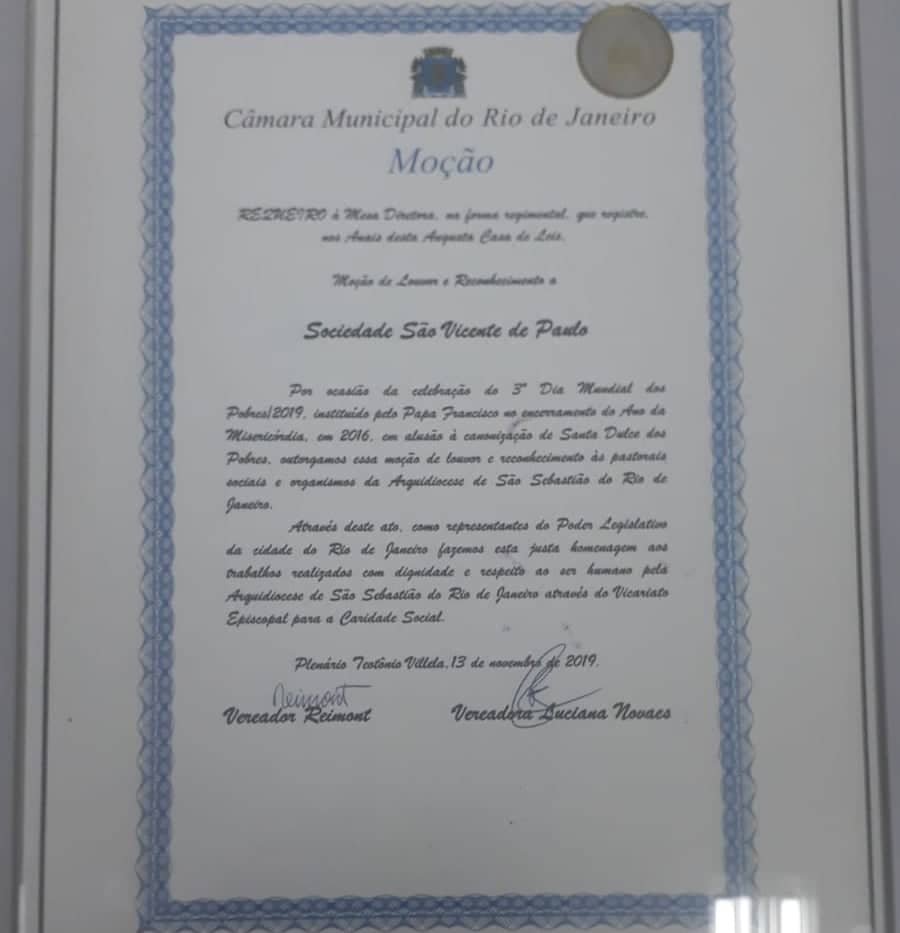 Câmara Municipal do Rio de Janeiro
Moção
REQUEIRO à Mesa Diretora, na forma regimental, que registre,
nos Anais desta Augusta Casa de Leis,
Moção de Louvor e Reconhecimento a
Sociedade São Vicente de Paulo
Por ocasião da celebração do 3º Dia Mundial dos
Pobres/2019, instituído pelo Papa Francisco no encerramento do Ano da
Misericórdia, em 2016, em alusão à canonização de Santa Dulce dos
Pobres, outorgamos essa moção de louvor e reconhecimento às pastorais
sociais e organismos da Arquidiocese de São Sebastião do Rio de
Janeiro.
Através deste ato, como representantes do Poder Legislativo
da cidade do Rio de Janeiro fazemos esta justa homenagem aos
trabalhos realizados com dignidade e respeito ao ser humano pela
Arquidiocese de São Sebastião do Rio de Janeiro através do Vicariato
Episcopal para a Caridade Social.
Plenário Teotônio Villela, 13 de novembro de 2019.
Reimont
Vereador Reimont Vereadora Luciana Novaes